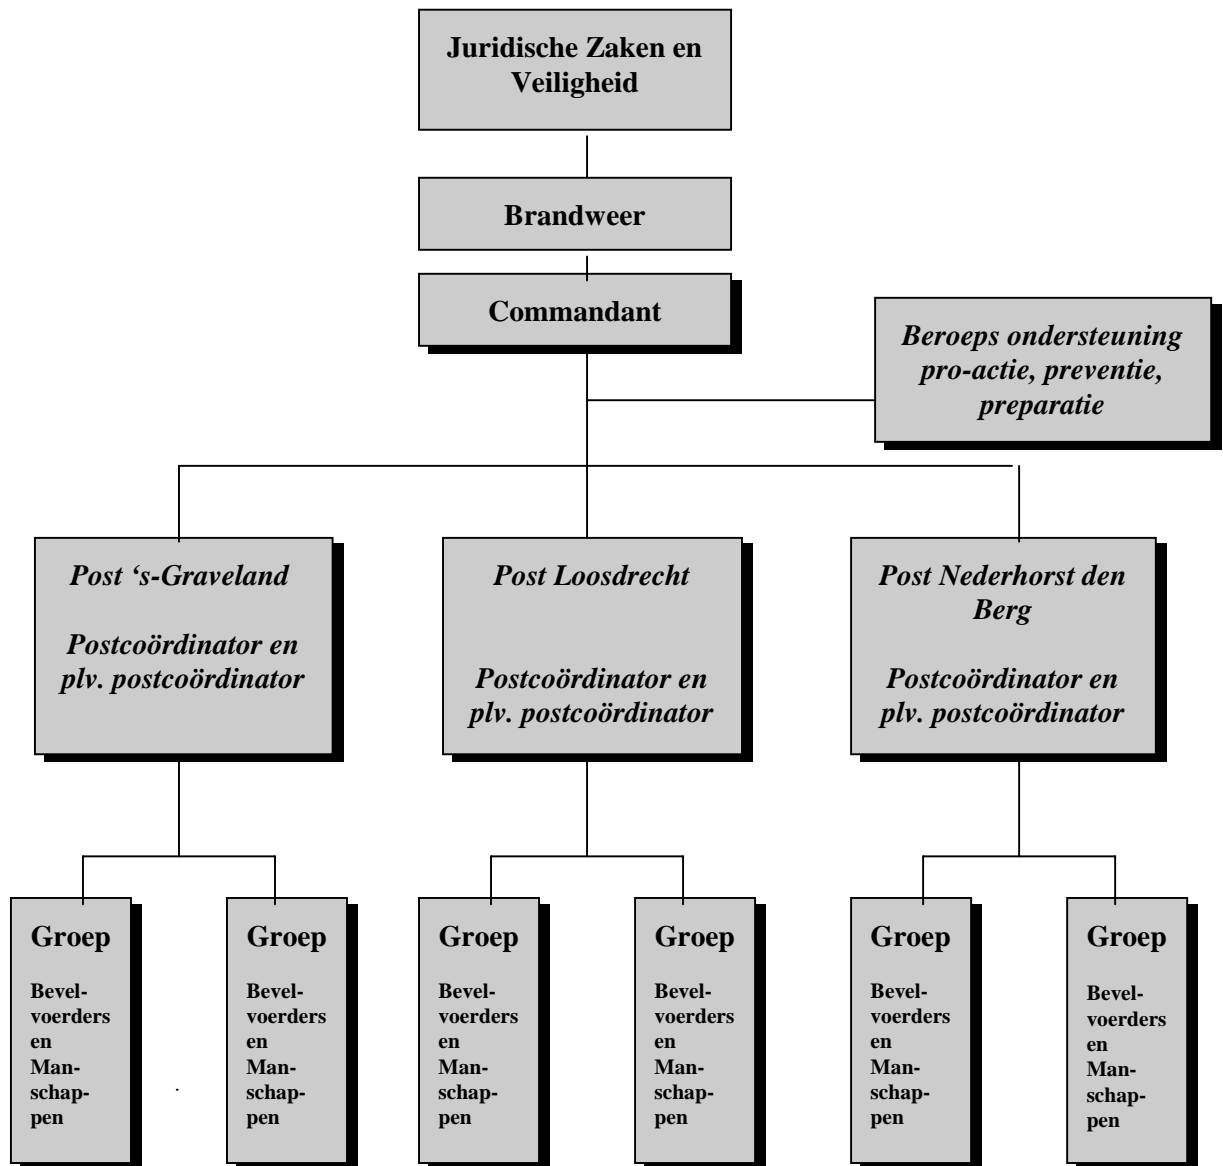 Juridische Zaken en
Veiligheid
Brandweer
Commandant
Beroeps ondersteuning
pro-actie, preventie,
preparatie
Post ‘s-Graveland
Postcoördinator en
plv. postcoördinator
Post Loosdrecht
Postcoördinator en
plv. postcoördinator
Post Nederhorst den
Berg
Postcoördinator en
plv. postcoördinator
Groep
Bevel-
voerders
en
Man-
schap-
pen
Groep
Bevel-
voerders
en
Man-
schap-
pen
Groep
Bevel-
voerders
en
Man-
schap-
pen
Groep
Bevel-
voerders
en
Man-
schap-
pen
Groep
Bevel-
voerders
en
Man-
schap-
pen
Groep
Bevel-
voerders
en
Man-
schap-
pen